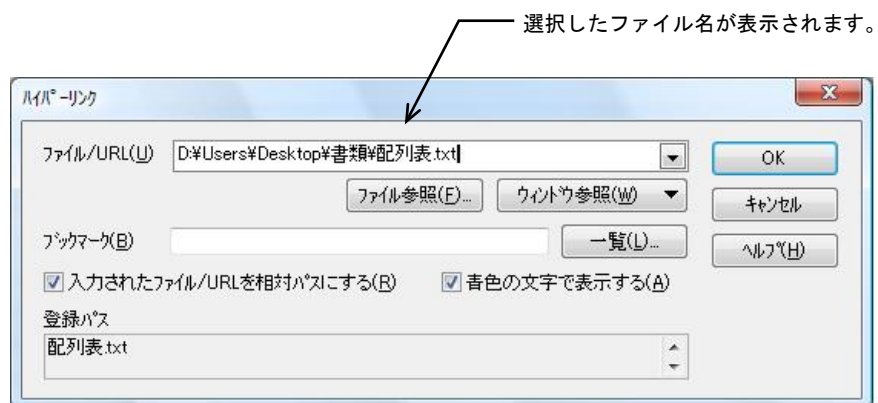 選択したファイル名が表示されます。
ﾊｲﾊﾟｰﾘﾝｸ
ファイル/URL(U) D:¥Users¥Desktop¥書類¥配列表.txt OK
ファイル参照(F)... ウィンドウ参照(W) キャンセル
ブックマーク(B) 一覧(L)... ヘルプ(H)
入力されたファイル/URLを相対パスにする(R) 青色の文字で表示する(A)
登録パス
配列表.txt